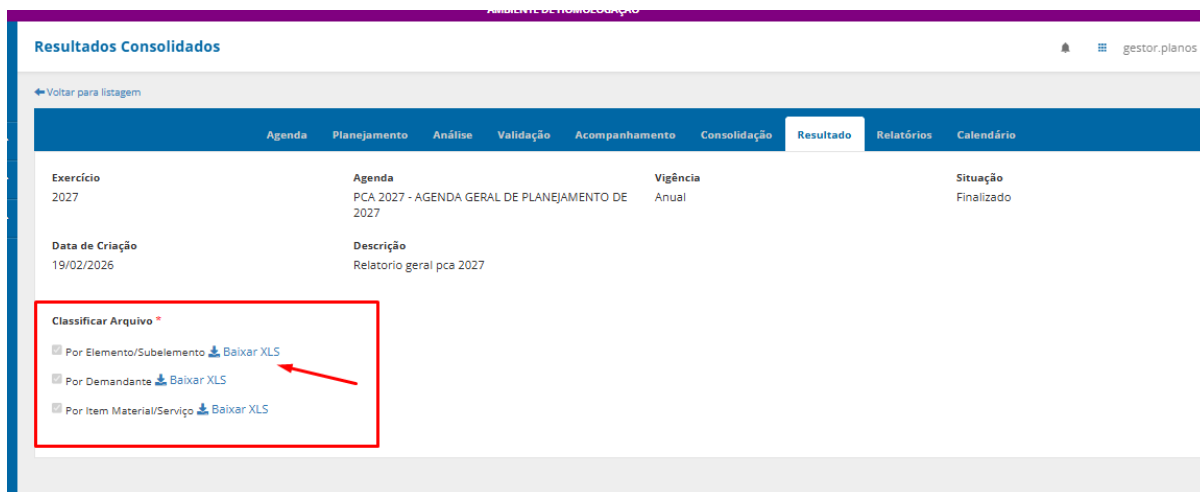 AMBIENTE DE HOMOLOGAÇÃO
Resultados Consolidados
gestor.planos
Voltar para listagem
Agenda Planejamento Análise Validação Acompanhamento Consolidação Resultado Relatórios Calendário
Exercício Agenda Vigência Situação
2027 PCA 2027 - AGENDA GERAL DE PLANEJAMENTO DE Anual Finalizado
2027
Data de Criação Descrição
19/02/2026 Relatorio geral pca 2027
Classificar Arquivo *
Por Elemento/Subelemento Baixar XLS
Por Demandante Baixar XLS
Por Item Material/Serviço Baixar XLS